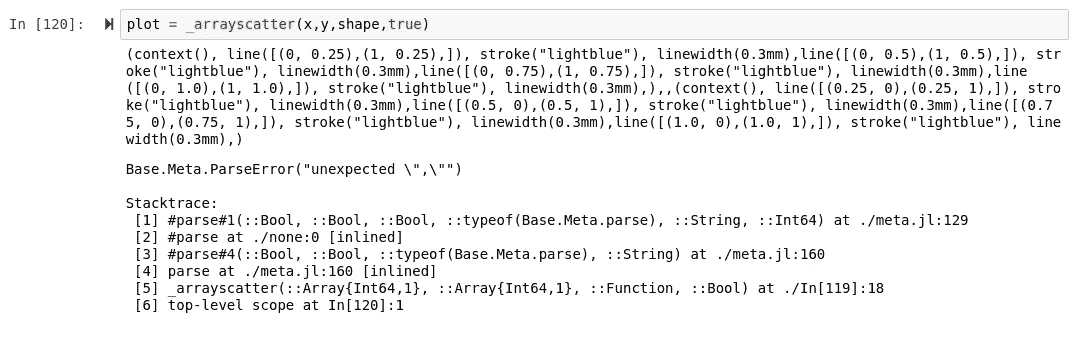 In [120]: plot = _arrayscatter(x,y,shape,true)
(context(), line([(0, 0.25),(1, 0.25),]), stroke("lightblue"), linewidth(0.3mm),line([(0, 0.5),(1, 0.5),]), str
oke("lightblue"), linewidth(0.3mm),line([(0, 0.75),(1, 0.75),]), stroke("lightblue"), linewidth(0.3mm),line
([(0, 1.0),(1, 1.0),]), stroke("lightblue"), linewidth(0.3mm),),,(context(), line([(0.25, 0),(0.25, 1),]), stro
ke("lightblue"), linewidth(0.3mm),line([(0.5, 0),(0.5, 1),]), stroke("lightblue"), linewidth(0.3mm),line([(0.7
5, 0),(0.75, 1),]), stroke("lightblue"), linewidth(0.3mm),line([(1.0, 0),(1.0, 1),]), stroke("lightblue"), line
width(0.3mm),)
Base.Meta.ParseError("unexpected \",\"")
Stacktrace:
[1] #parse#1(::Bool, ::Bool, ::Bool, ::typeof(Base.Meta.parse), ::String, ::Int64) at ./meta.jl:129
[2] #parse at ./none:0 [inlined]
[3] #parse#4(::Bool, ::Bool, ::typeof(Base.Meta.parse), ::String) at ./meta.jl:160
[4] parse at ./meta.jl:160 [inlined]
[5] _arrayscatter(::Array{Int64,1}, ::Array{Int64,1}, ::Function, ::Bool) at ./In[119]:18
[6] top-level scope at In[120]:1